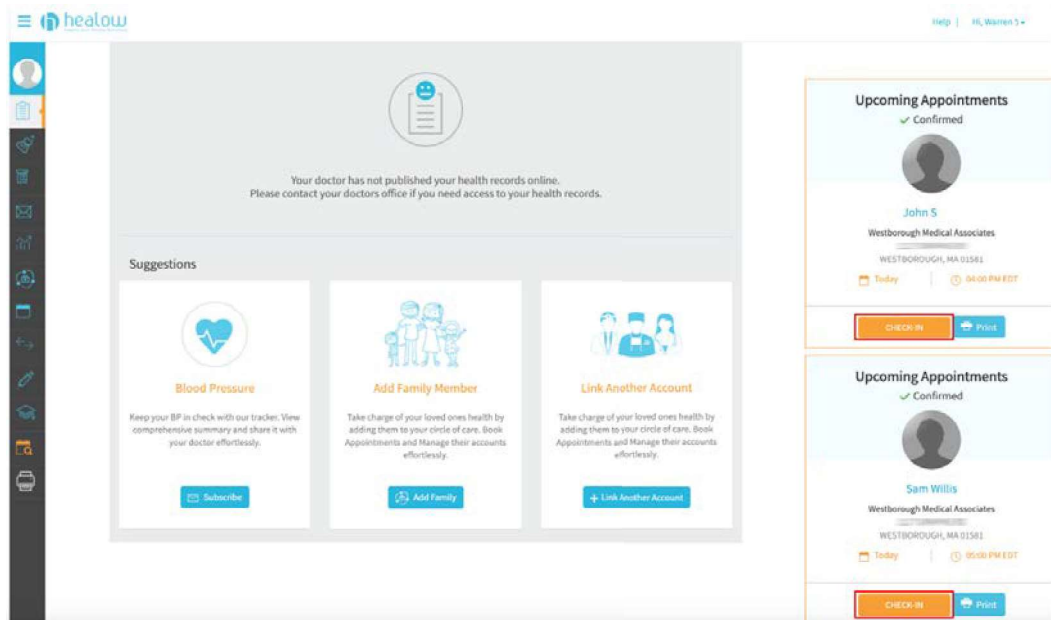 healow
Help | Hi, Warren S
Your doctor has not published your health records online.
Please contact your doctors office if you need access to your health records.
Suggestions
Blood Pressure
Keep your BP in check with our tracker. View
comprehensive summary and share it with
your doctor effortlessly.
Subscribe
Add Family Member
Take charge of your loved ones health by
adding them to your circle of care. Book
Appointments and Manage their accounts
effortlessly.
Add Family
Link Another Account
Take charge of your loved ones health by
adding them to your circle of care. Book
Appointments and Manage their accounts
effortlessly.
+ Link Another Account
Upcoming Appointments
Confirmed
John S
Westborough Medical Associates
WESTBOROUGH, MA 01581
Today | 04:00 PM EDT
CHECK-IN Print
Upcoming Appointments
Confirmed
Sam Willis
Westborough Medical Associates
WESTBOROUGH, MA 01581
Today | 05:00 PM EDT
CHECK-IN Print